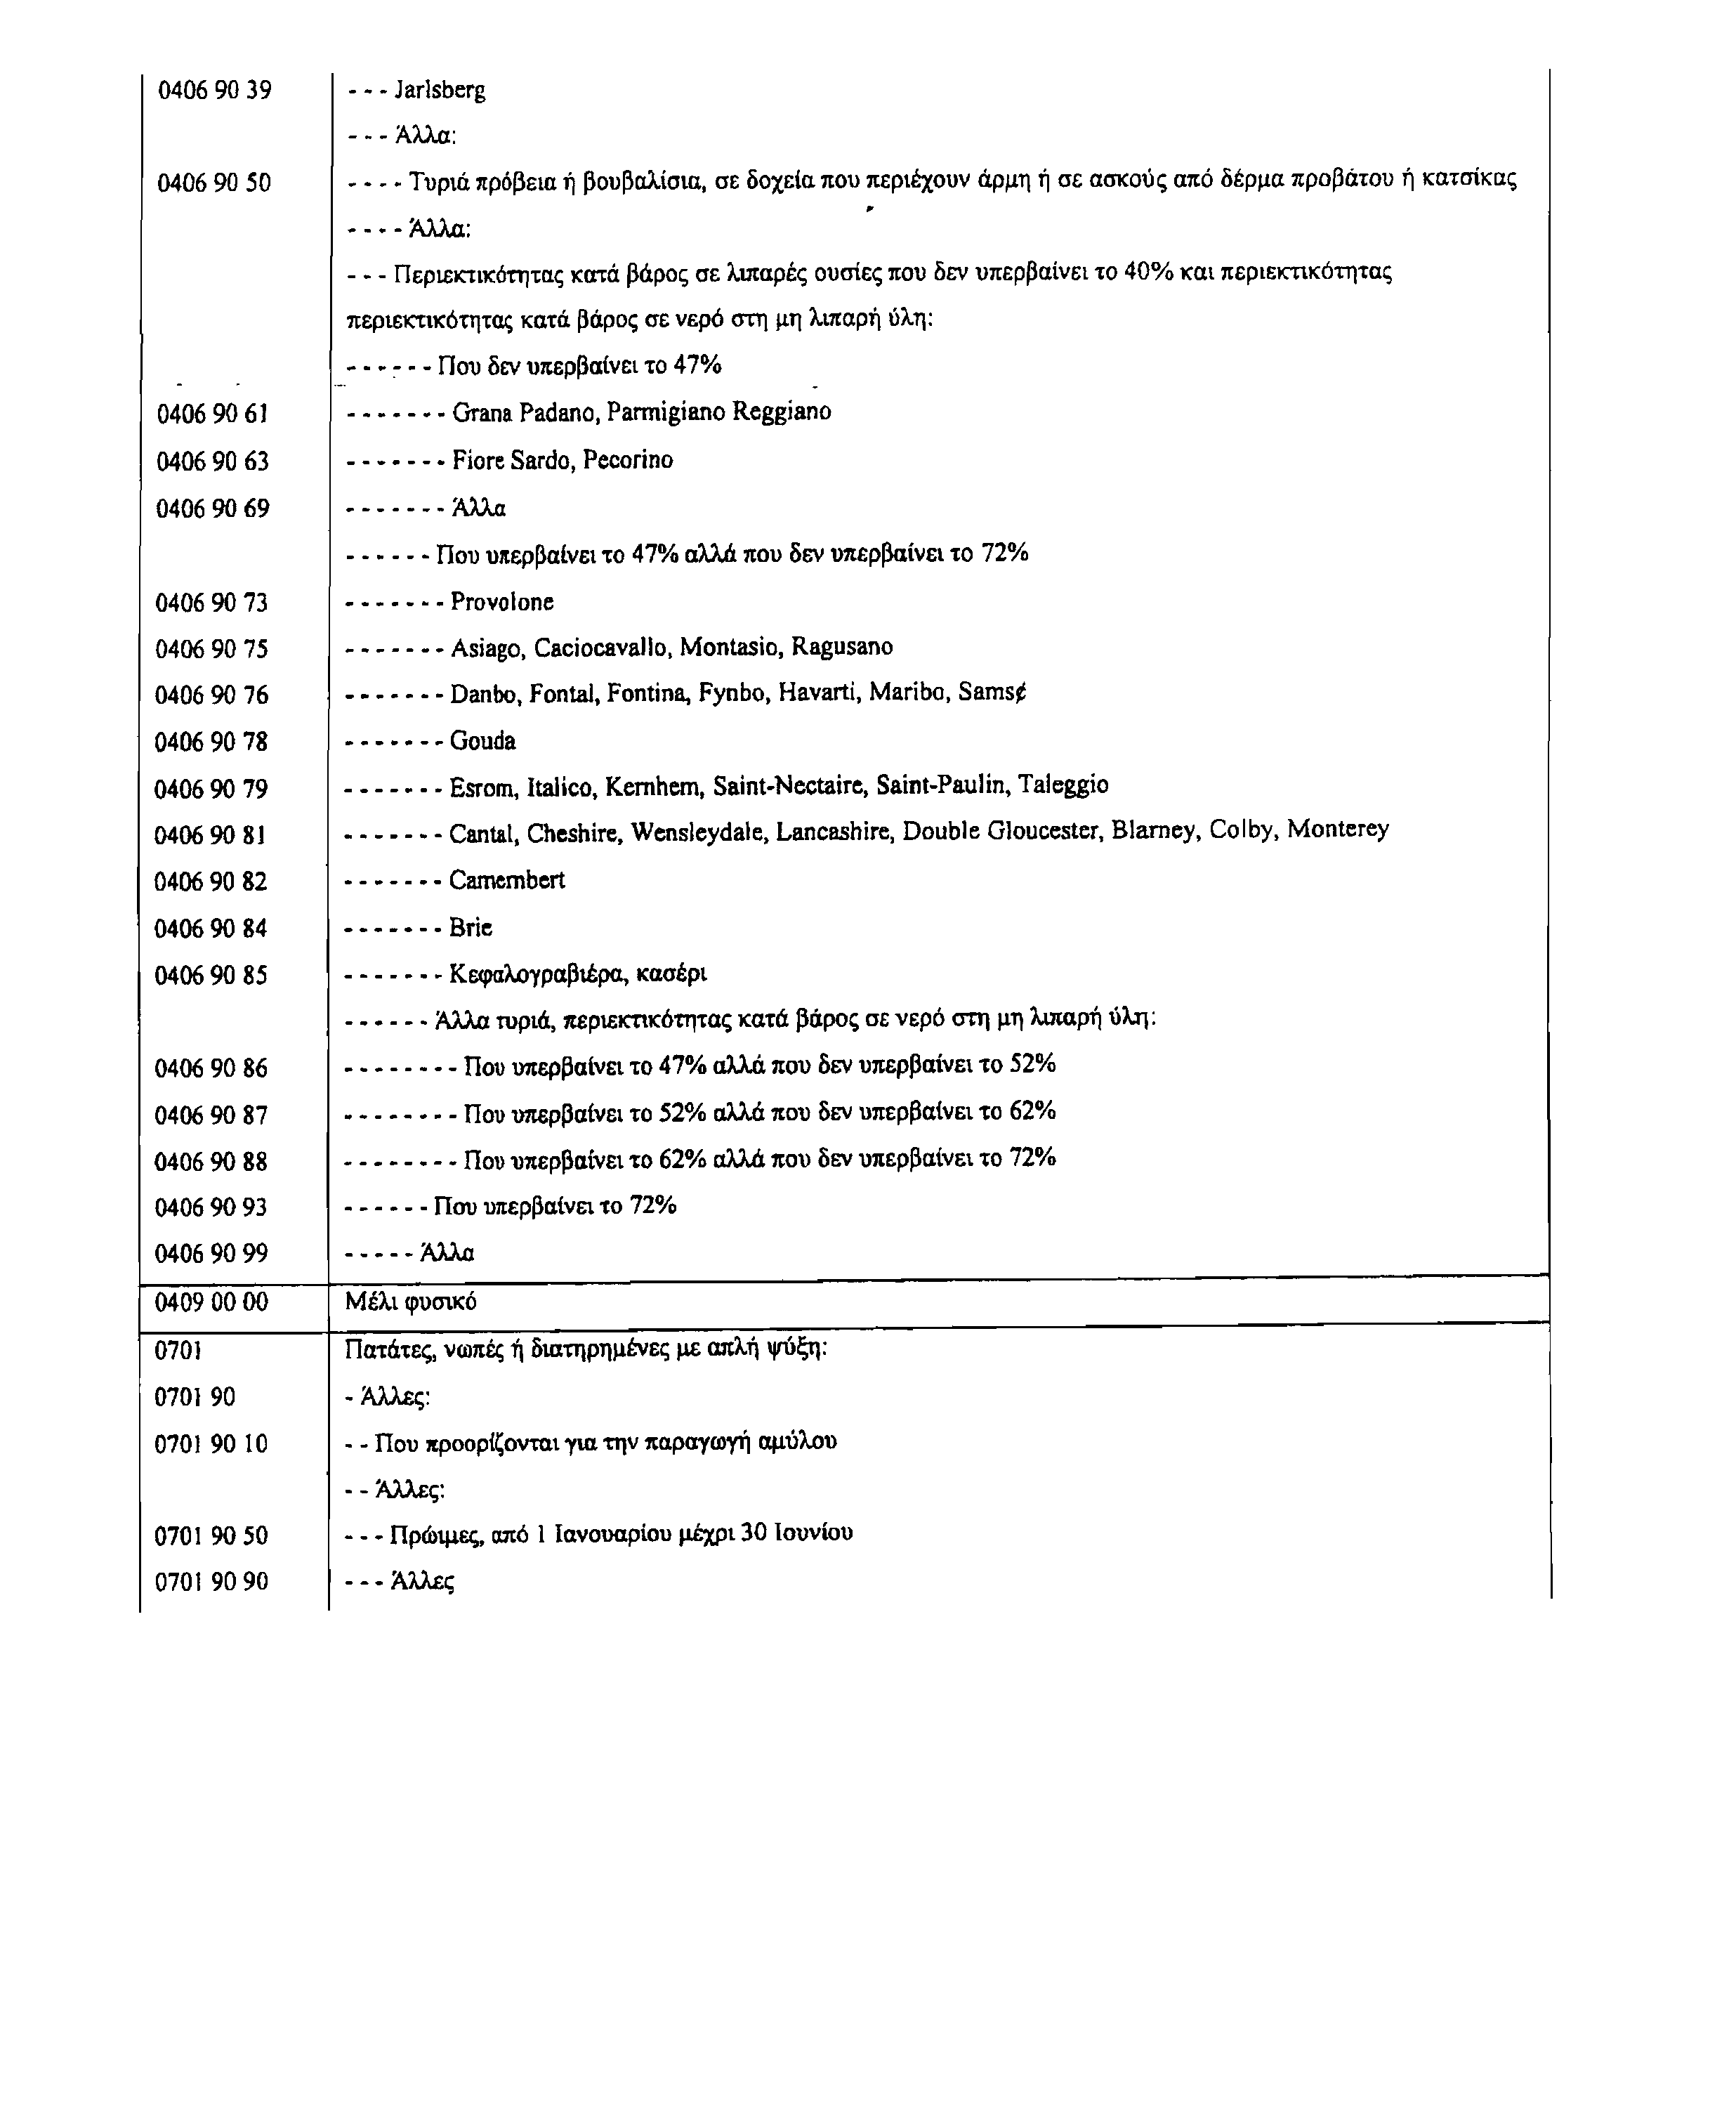 0406 90 39 - - - Jarlsberg
- - - Άλλα:
0406 90 50 - - - - Τυριά πρόβεια ή βουβαλίσια, σε δοχεία που περιέχουν άρμη ή σε ασκούς από δέρμα προβάτου ή κατσίκας
- - - - Άλλα:
- - - Περιεκτικότητας κατά βάρος σε λιπαρές ουσίες που δεν υπερβαίνει το 40% και περιεκτικότητας
περιεκτικότητας κατά βάρος σε νερό στη μη λιπαρή ύλη:
- - - - - - Που δεν υπερβαίνει το 47%
0406 90 61 - - - - - - - Grana Padano, Parmigiano Reggiano
0406 90 63 - - - - - - - Fiore Sardo, Pecorino
0406 90 69 - - - - - - - Άλλα
- - - - - - Που υπερβαίνει το 47% αλλά που δεν υπερβαίνει το 72%
0406 90 73 - - - - - - - Provolone
0406 90 75 - - - - - - - Asiago, Caciocavallo, Montasio, Ragusano
0406 90 76 - - - - - - - Danbo, Fontal, Fontina, Fynbo, Havarti, Maribo, Samsø
0406 90 78 - - - - - - - Gouda
0406 90 79 - - - - - - - Esrom, Italico, Kernhem, Saint-Nectaire, Saint-Paulin, Taleggio
0406 90 81 - - - - - - - Cantal, Cheshire, Wensleydale, Lancashire, Double Gloucester, Blarney, Colby, Monterey
0406 90 82 - - - - - - - Camembert
0406 90 84 - - - - - - - Brie
0406 90 85 - - - - - - - Κεφαλογραβιέρα, κασέρι
- - - - - - Άλλα τυριά, περιεκτικότητας κατά βάρος σε νερό στη μη λιπαρή ύλη:
0406 90 86 - - - - - - - - Που υπερβαίνει το 47% αλλά που δεν υπερβαίνει το 52%
0406 90 87 - - - - - - - - Που υπερβαίνει το 52% αλλά που δεν υπερβαίνει το 62%
0406 90 88 - - - - - - - - Που υπερβαίνει το 62% αλλά που δεν υπερβαίνει το 72%
0406 90 93 - - - - - - Που υπερβαίνει το 72%
0406 90 99 - - - - - Άλλα
0409 00 00 Μέλι φυσικό
0701 Πατάτες, νωπές ή διατηρημένες με απλή ψύξη:
0701 90 - Άλλες:
0701 90 10 - - Που προορίζονται για την παραγωγή αμύλου
- - Άλλες:
0701 90 50 - - - Πρώιμες, από 1 Ιανουαρίου μέχρι 30 Ιουνίου
0701 90 90 - - - Άλλες